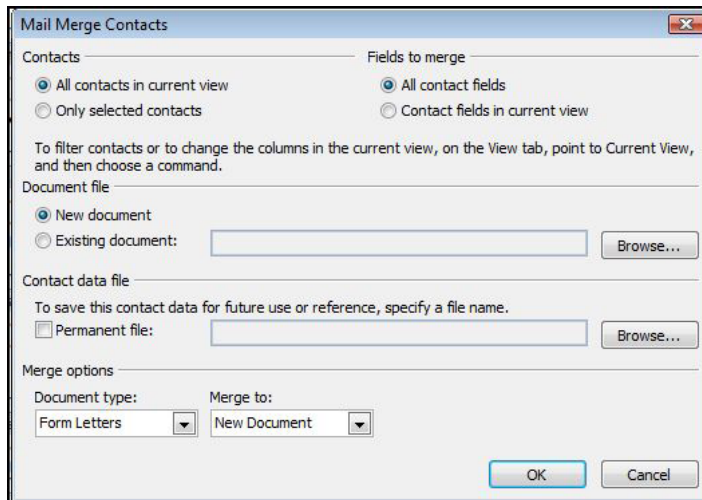 Mail Merge Contacts
Contacts
Fields to merge
All contacts in current view
All contact fields
Only selected contacts
Contact fields in current view
To filter contacts or to change the columns in the current view, on the View tab, point to Current View,
and then choose a command.
Document file
New document
Existing document:
Browse...
Contact data file
To save this contact data for future use or reference, specify a file name.
Permanent file:
Browse...
Merge options
Document type:
Merge to:
Form Letters
New Document
OK
Cancel